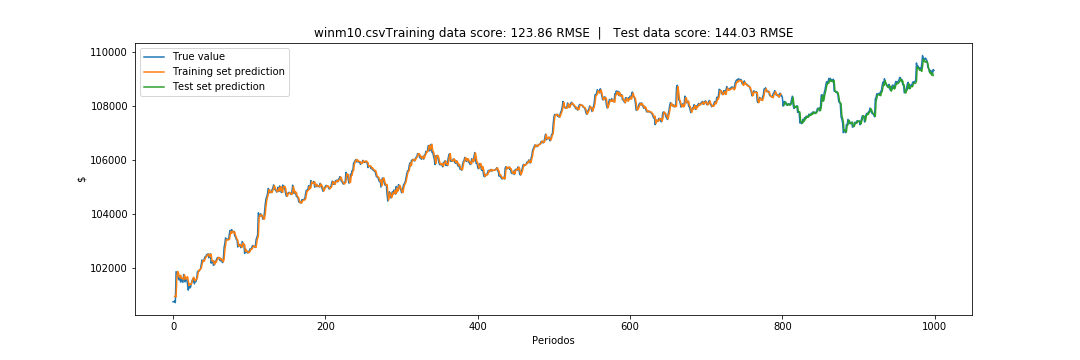 winm10.csvTraining data score: 123.86 RMSE | Test data score: 144.03 RMSE
True value
Training set prediction
Test set prediction
110000
108000
106000
104000
102000
$
0 200 400 600 800 1000
Periodos